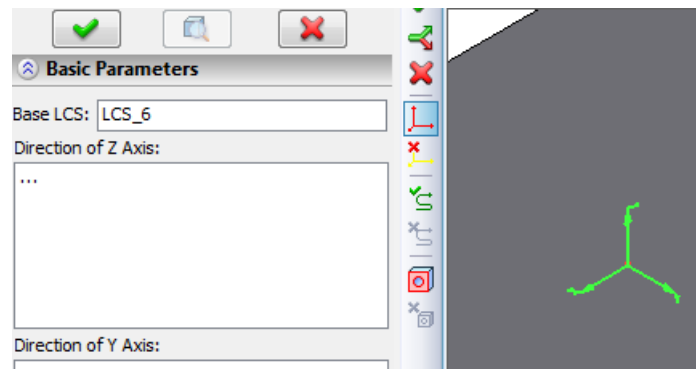 Basic Parameters
Base LCS: LCS_6
Direction of Z Axis:
...
Direction of Y Axis: